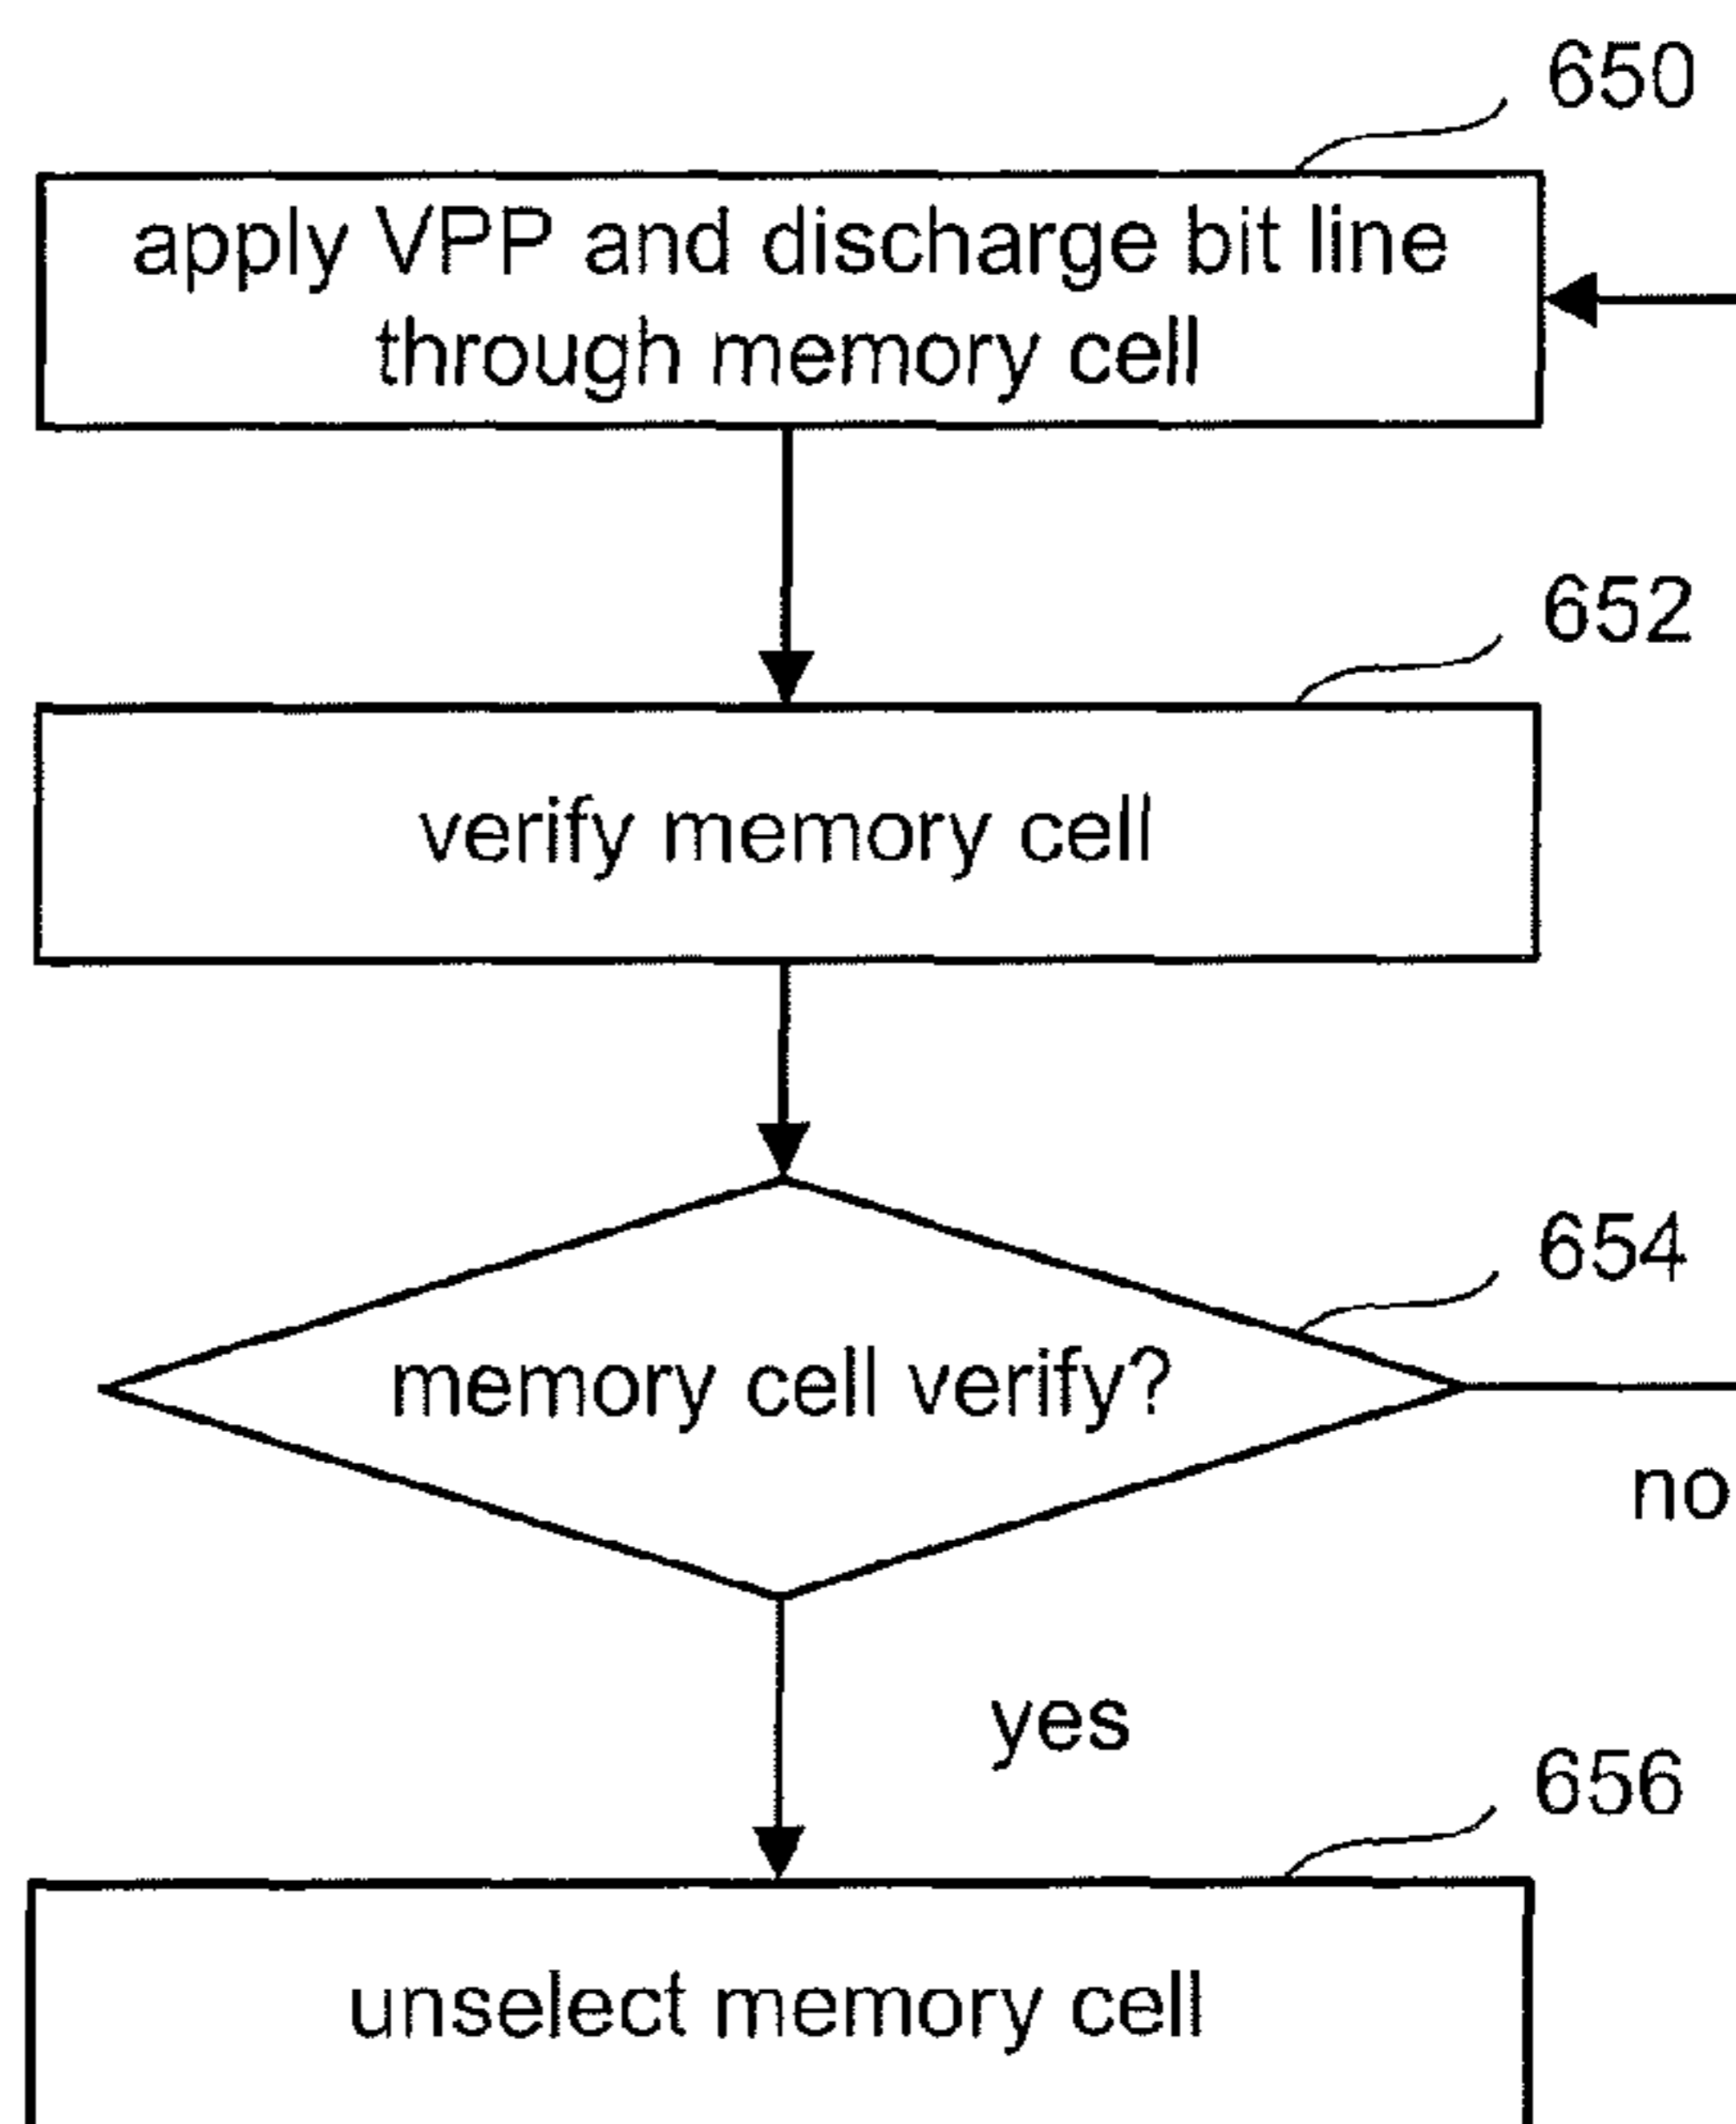 650
apply VPP and discharge bit line
through memory cell
652
verify memory cell
654
memory cell verify?
no
yes
656
unselect memory cell